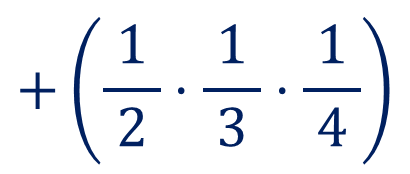 + (1/2 · 1/3 · 1/4)